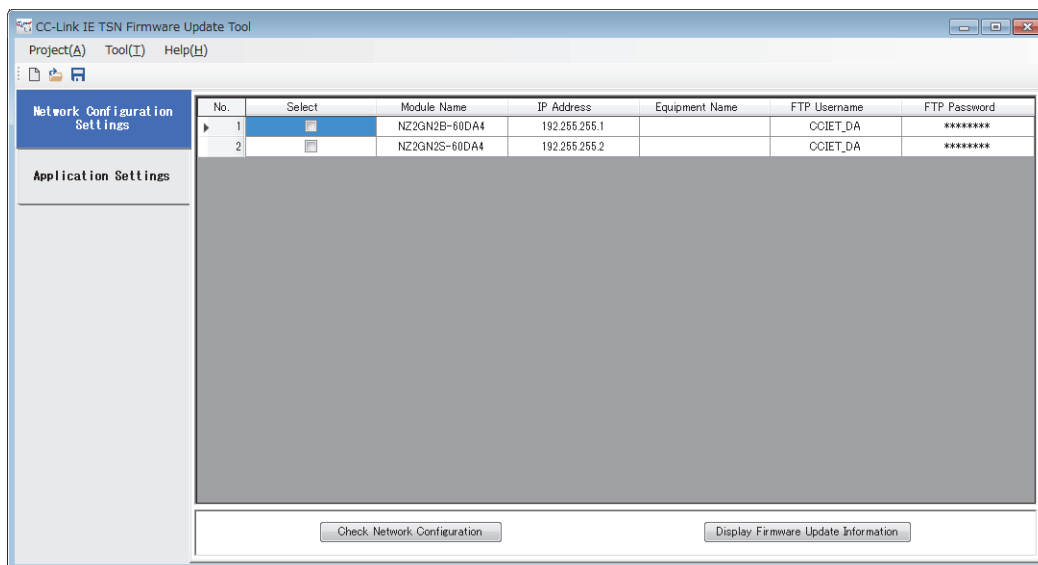 CC-Link IE TSN Firmware Update Tool
Project(A) Tool(T) Help(H)
Network Configuration
Settings
Application Settings
No. Select Module Name IP Address Equipment Name FTP Username FTP Password
1 NZ2GN2B-60DA4 192.255.255.1 CCIET_DA ********
2 NZ2GN2S-60DA4 192.255.255.2 CCIET_DA ********
Check Network Configuration Display Firmware Update Information